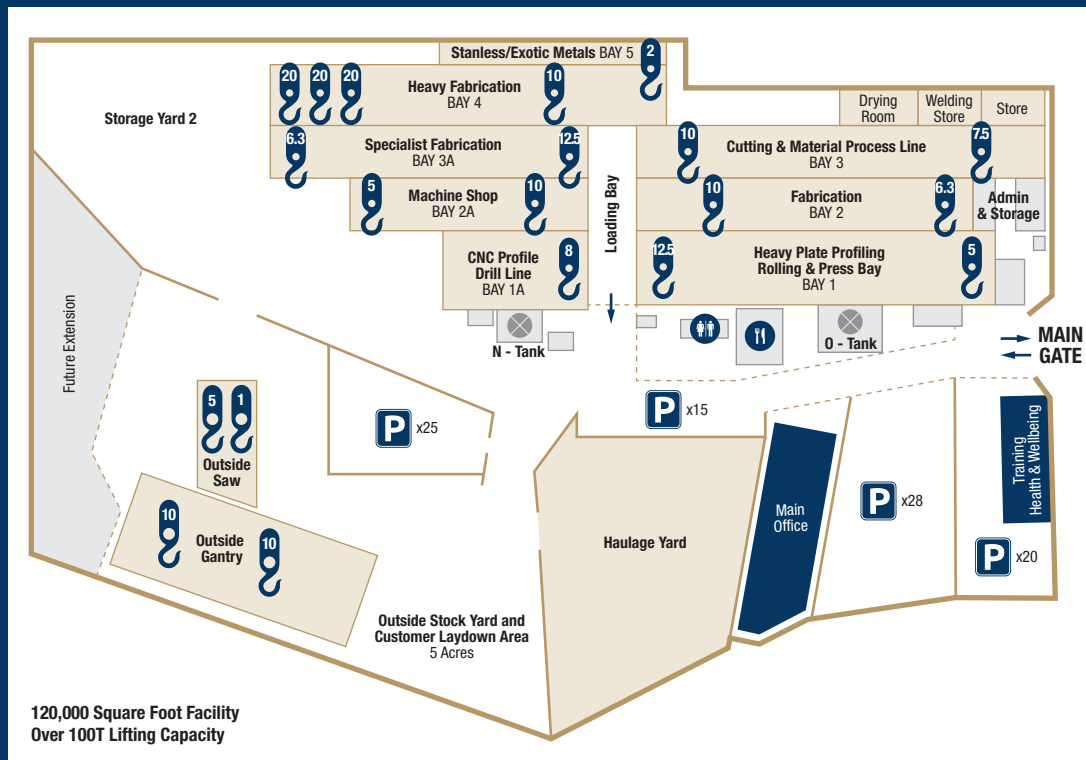 Stanless/Exotic Metals BAY 5
2
20
20
20
Heavy Fabrication
BAY 4
10
Storage Yard 2
Drying
Room
Welding
Store
Store
6.3
Specialist Fabrication
BAY 3A
12.5
10
Cutting & Material Process Line
BAY 3
7.5
5
Machine Shop
BAY 2A
10
Loading Bay
10
Fabrication
BAY 2
6.3
Admin
& Storage
CNC Profile
Drill Line
BAY 1A
8
12.5
Heavy Plate Profiling
Rolling & Press Bay
BAY 1
5
N - Tank
O - Tank
MAIN
GATE
Future Extension
5
1
Outside
Saw
P x25
P x15
Training
Health & Wellbeing
10
Outside
Gantry
10
Haulage Yard
Main
Office
P x28
P x20
Outside Stock Yard and
Customer Laydown Area
5 Acres
120,000 Square Foot Facility
Over 100T Lifting Capacity